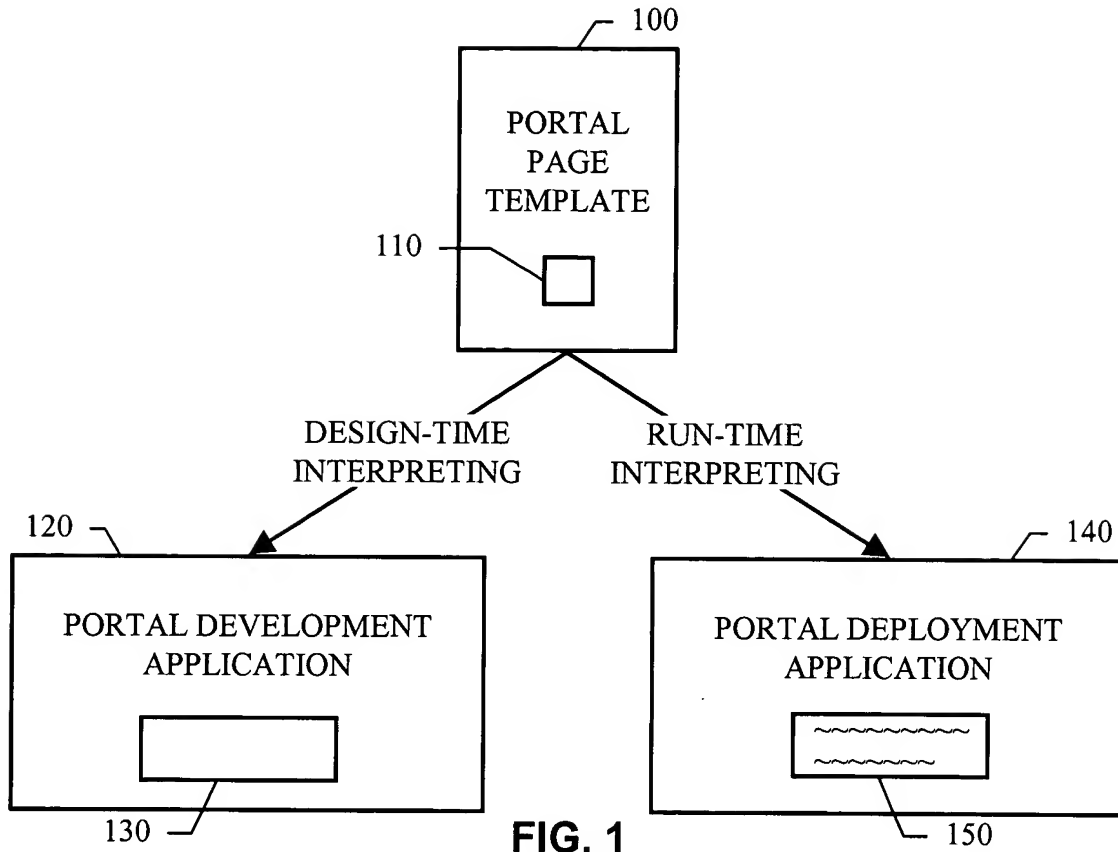 100
PORTAL
PAGE
TEMPLATE
110
DESIGN-TIME
INTERPRETING
RUN-TIME
INTERPRETING
120
140
PORTAL DEVELOPMENT
APPLICATION
PORTAL DEPLOYMENT
APPLICATION
~~~~~~~~~
~~~~~~~
130
150
FIG. 1